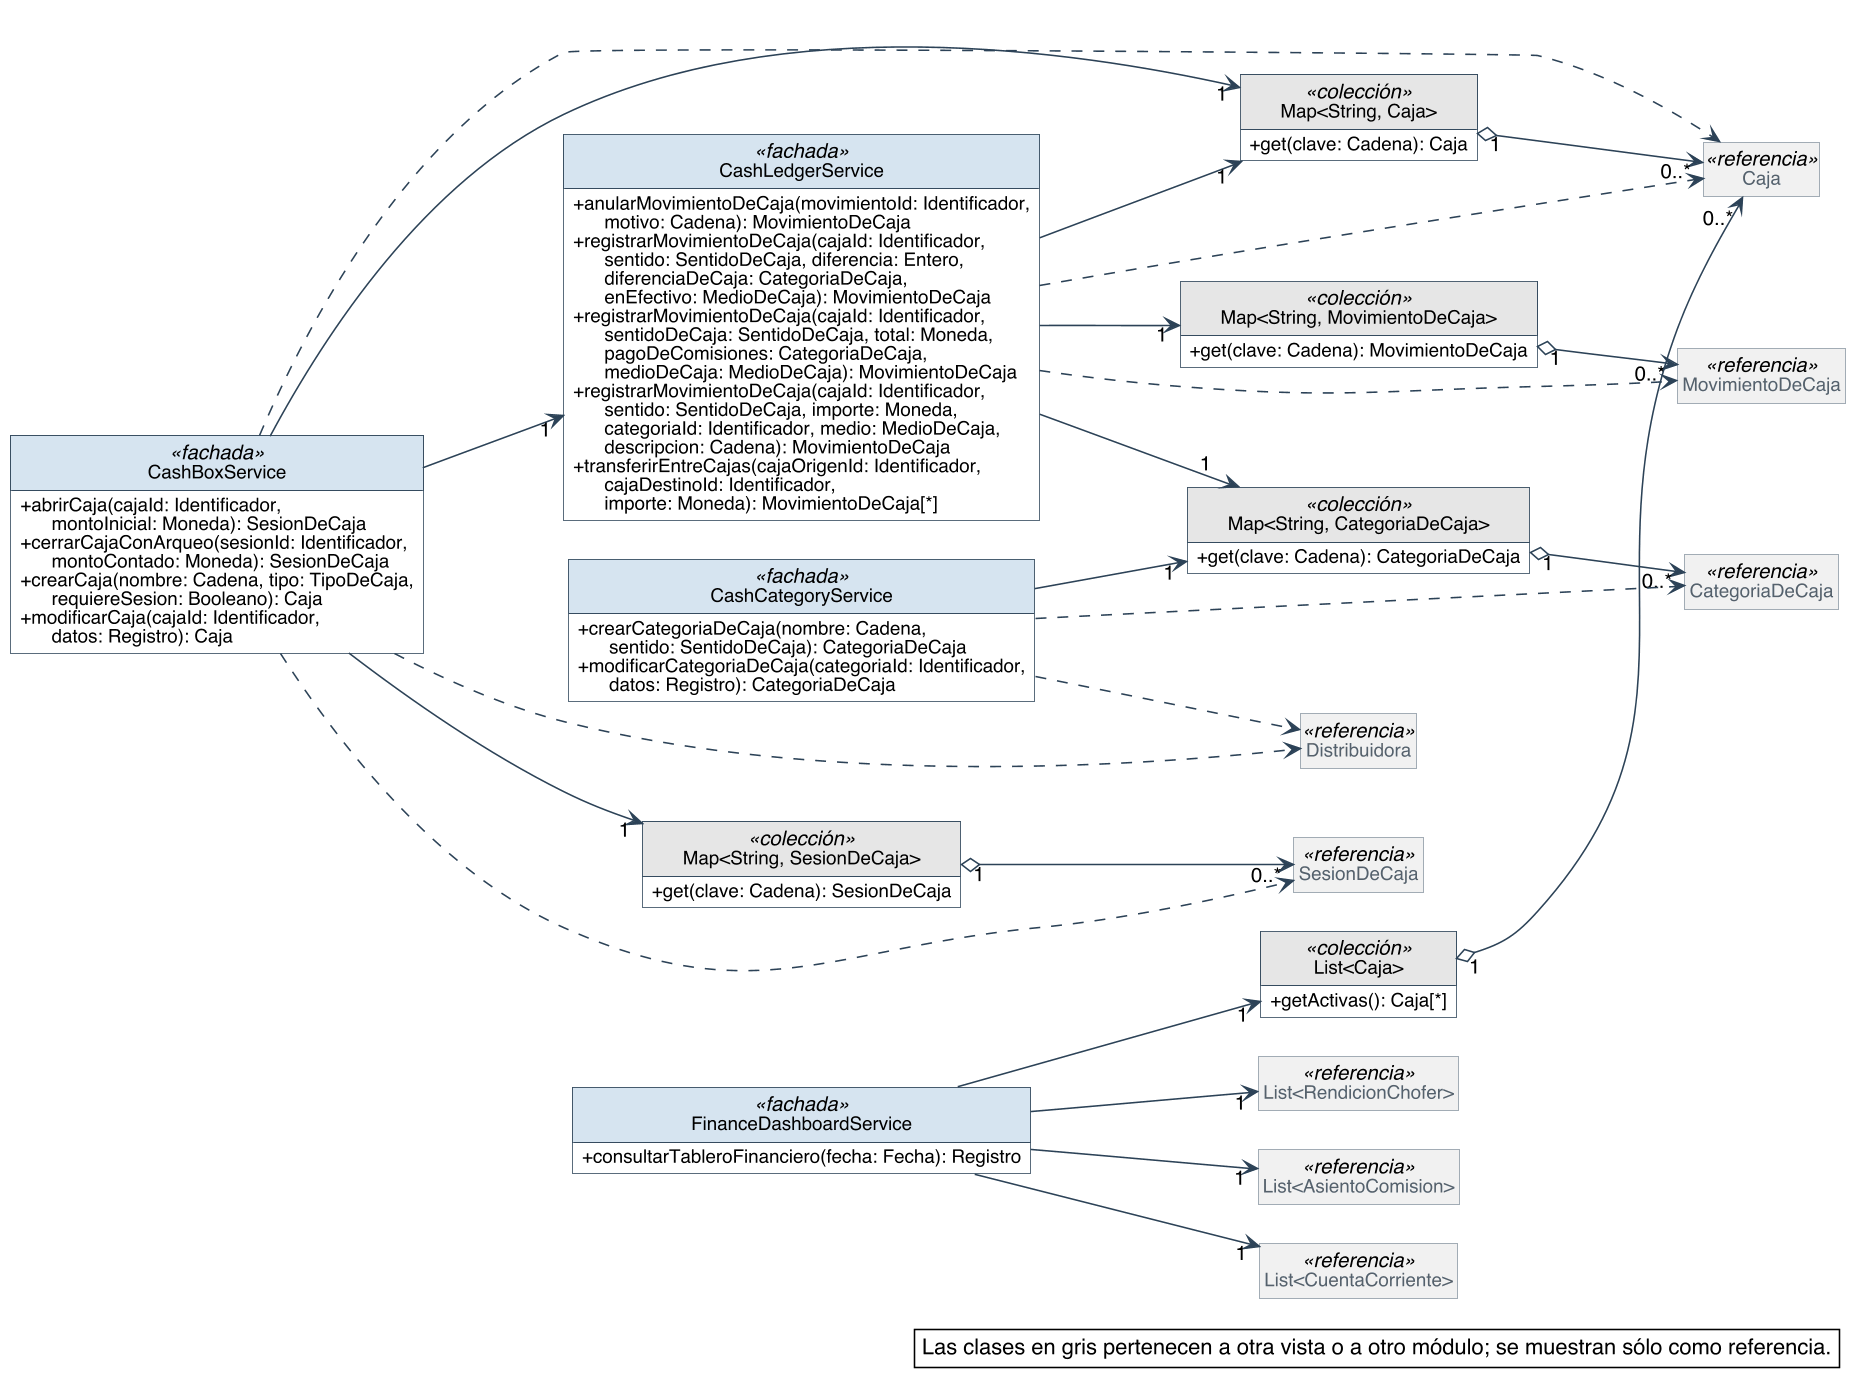 «colección»
Map<String, Caja>
+get(clave: Cadena): Caja
1
1
1
«referencia»
Caja
0..*
0..*
«fachada»
CashLedgerService
+anularMovimientoDeCaja(movimientoId: Identificador,
motivo: Cadena): MovimientoDeCaja
+registrarMovimientoDeCaja(cajaId: Identificador,
sentido: SentidoDeCaja, diferencia: Entero,
diferenciaDeCaja: CategoriaDeCaja,
enEfectivo: MedioDeCaja): MovimientoDeCaja
+registrarMovimientoDeCaja(cajaId: Identificador,
sentidoDeCaja: SentidoDeCaja, total: Moneda,
pagoDeComisiones: CategoriaDeCaja,
medioDeCaja: MedioDeCaja): MovimientoDeCaja
+registrarMovimientoDeCaja(cajaId: Identificador,
sentido: SentidoDeCaja, importe: Moneda,
categoriaId: Identificador, medio: MedioDeCaja,
descripcion: Cadena): MovimientoDeCaja
+transferirEntreCajas(cajaOrigenId: Identificador,
cajaDestinoId: Identificador,
importe: Moneda): MovimientoDeCaja[*]
«colección»
Map<String, MovimientoDeCaja>
+get(clave: Cadena): MovimientoDeCaja
1
1
0..*
«referencia»
MovimientoDeCaja
«fachada»
CashBoxService
+abrirCaja(cajaId: Identificador,
montoInicial: Moneda): SesionDeCaja
+cerrarCajaConArqueo(sesionId: Identificador,
montoContado: Moneda): SesionDeCaja
+crearCaja(nombre: Cadena, tipo: TipoDeCaja,
requiereSesion: Booleano): Caja
+modificarCaja(cajaId: Identificador,
datos: Registro): Caja
1
1
«colección»
Map<String, CategoriaDeCaja>
+get(clave: Cadena): CategoriaDeCaja
1
1
0..*
«referencia»
CategoriaDeCaja
«fachada»
CashCategoryService
+crearCategoriaDeCaja(nombre: Cadena,
sentido: SentidoDeCaja): CategoriaDeCaja
+modificarCategoriaDeCaja(categoriaId: Identificador,
datos: Registro): CategoriaDeCaja
«referencia»
Distribuidora
1
«colección»
Map<String, SesionDeCaja>
+get(clave: Cadena): SesionDeCaja
1
0..*
«referencia»
SesionDeCaja
«colección»
List<Caja>
+getActivas(): Caja[*]
1
1
«fachada»
FinanceDashboardService
+consultarTableroFinanciero(fecha: Fecha): Registro
1
«referencia»
List<RendicionChofer>
1
«referencia»
List<AsientoComision>
1
«referencia»
List<CuentaCorriente>
Las clases en gris pertenecen a otra vista o a otro módulo; se muestran sólo como referencia.